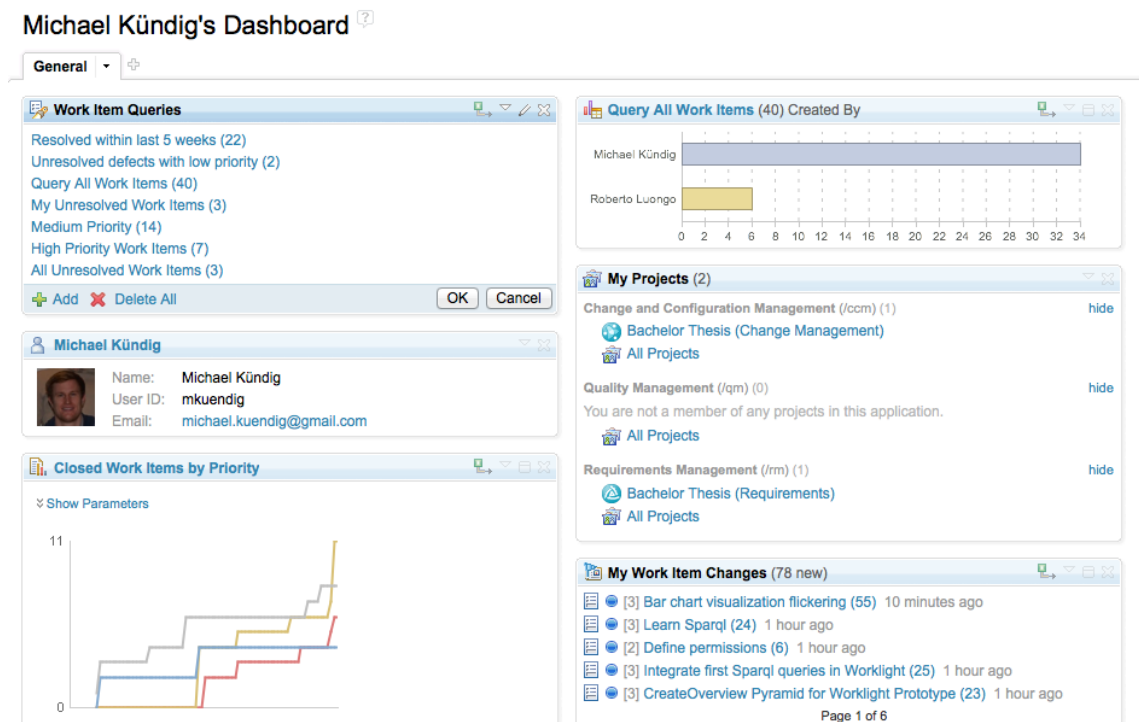 Michael Kündig's Dashboard ?
General
Work Item Queries
Resolved within last 5 weeks (22)
Unresolved defects with low priority (2)
Query All Work Items (40)
My Unresolved Work Items (3)
Medium Priority (14)
High Priority Work Items (7)
All Unresolved Work Items (3)
Add Delete All OK Cancel
Michael Kündig
Name: Michael Kündig
User ID: mkuendig
Email: michael.kuendig@gmail.com
Closed Work Items by Priority
Show Parameters
11
0
Query All Work Items (40) Created By
Michael Kündig
Roberto Luongo
0 2 4 6 8 10 12 14 16 18 20 22 24 26 28 30 32 34
My Projects (2)
Change and Configuration Management (/ccm) (1) hide
Bachelor Thesis (Change Management)
All Projects
Quality Management (/qm) (0) hide
You are not a member of any projects in this application.
All Projects
Requirements Management (/rm) (1) hide
Bachelor Thesis (Requirements)
All Projects
My Work Item Changes (78 new)
[3] Bar chart visualization flickering (55) 10 minutes ago
[3] Learn Sparql (24) 1 hour ago
[2] Define permissions (6) 1 hour ago
[3] Integrate first Sparql queries in Worklight (25) 1 hour ago
[3] CreateOverview Pyramid for Worklight Prototype (23) 1 hour ago
Page 1 of 6